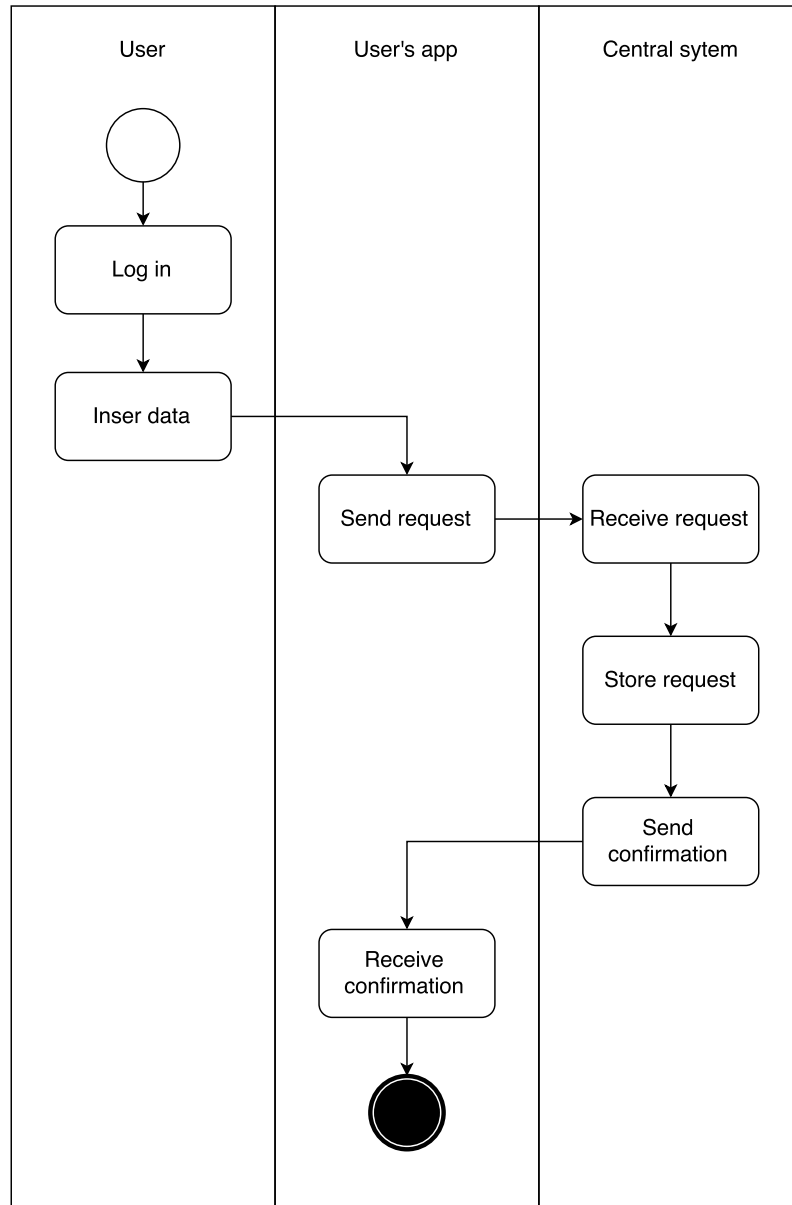 User
User's app
Central sytem
Log in
Inser data
Send request
Receive request
Store request
Send
confirmation
Receive
confirmation